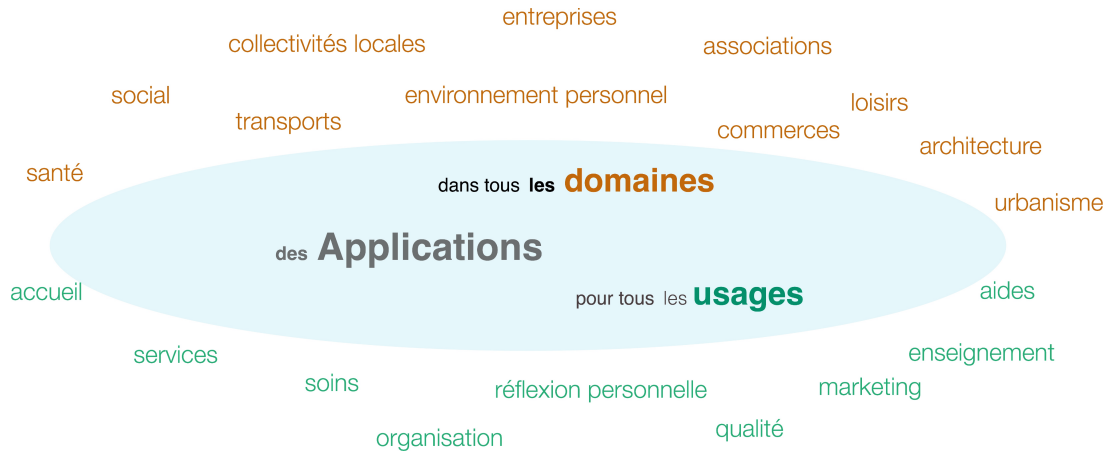 entreprises
collectivités locales
associations
social
environnement personnel
loisirs
transports
commerces
architecture
santé
dans tous les domaines
urbanisme
des Applications
accueil
pour tous les usages
aides
services
enseignement
soins
réflexion personnelle
marketing
organisation
qualité